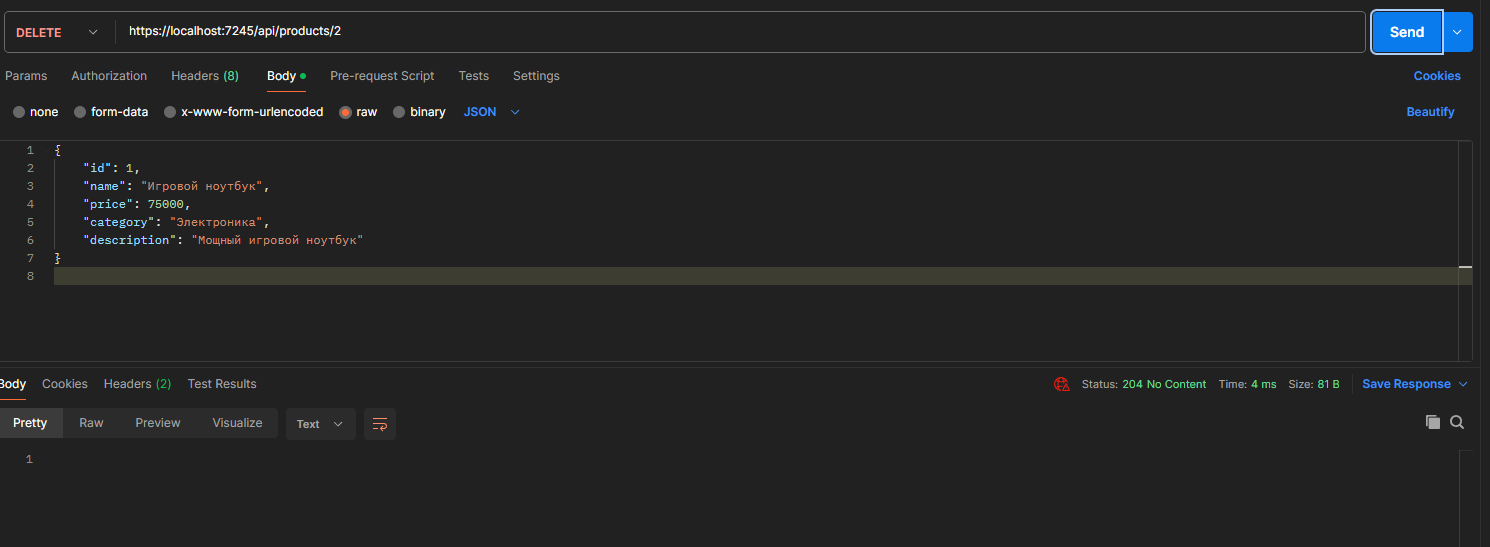 DELETE https://localhost:7245/api/products/2 Send
Params Authorization Headers (8) Body Pre-request Script Tests Settings Cookies
none form-data x-www-form-urlencoded raw binary JSON Beautify
1 {
2 "id": 1,
3 "name": "Игровой ноутбук",
4 "price": 75000,
5 "category": "Электроника",
6 "description": "Мощный игровой ноутбук"
7 }
8
Body Cookies Headers (2) Test Results Status: 204 No Content Time: 4 ms Size: 81 B Save Response
Pretty Raw Preview Visualize Text
1